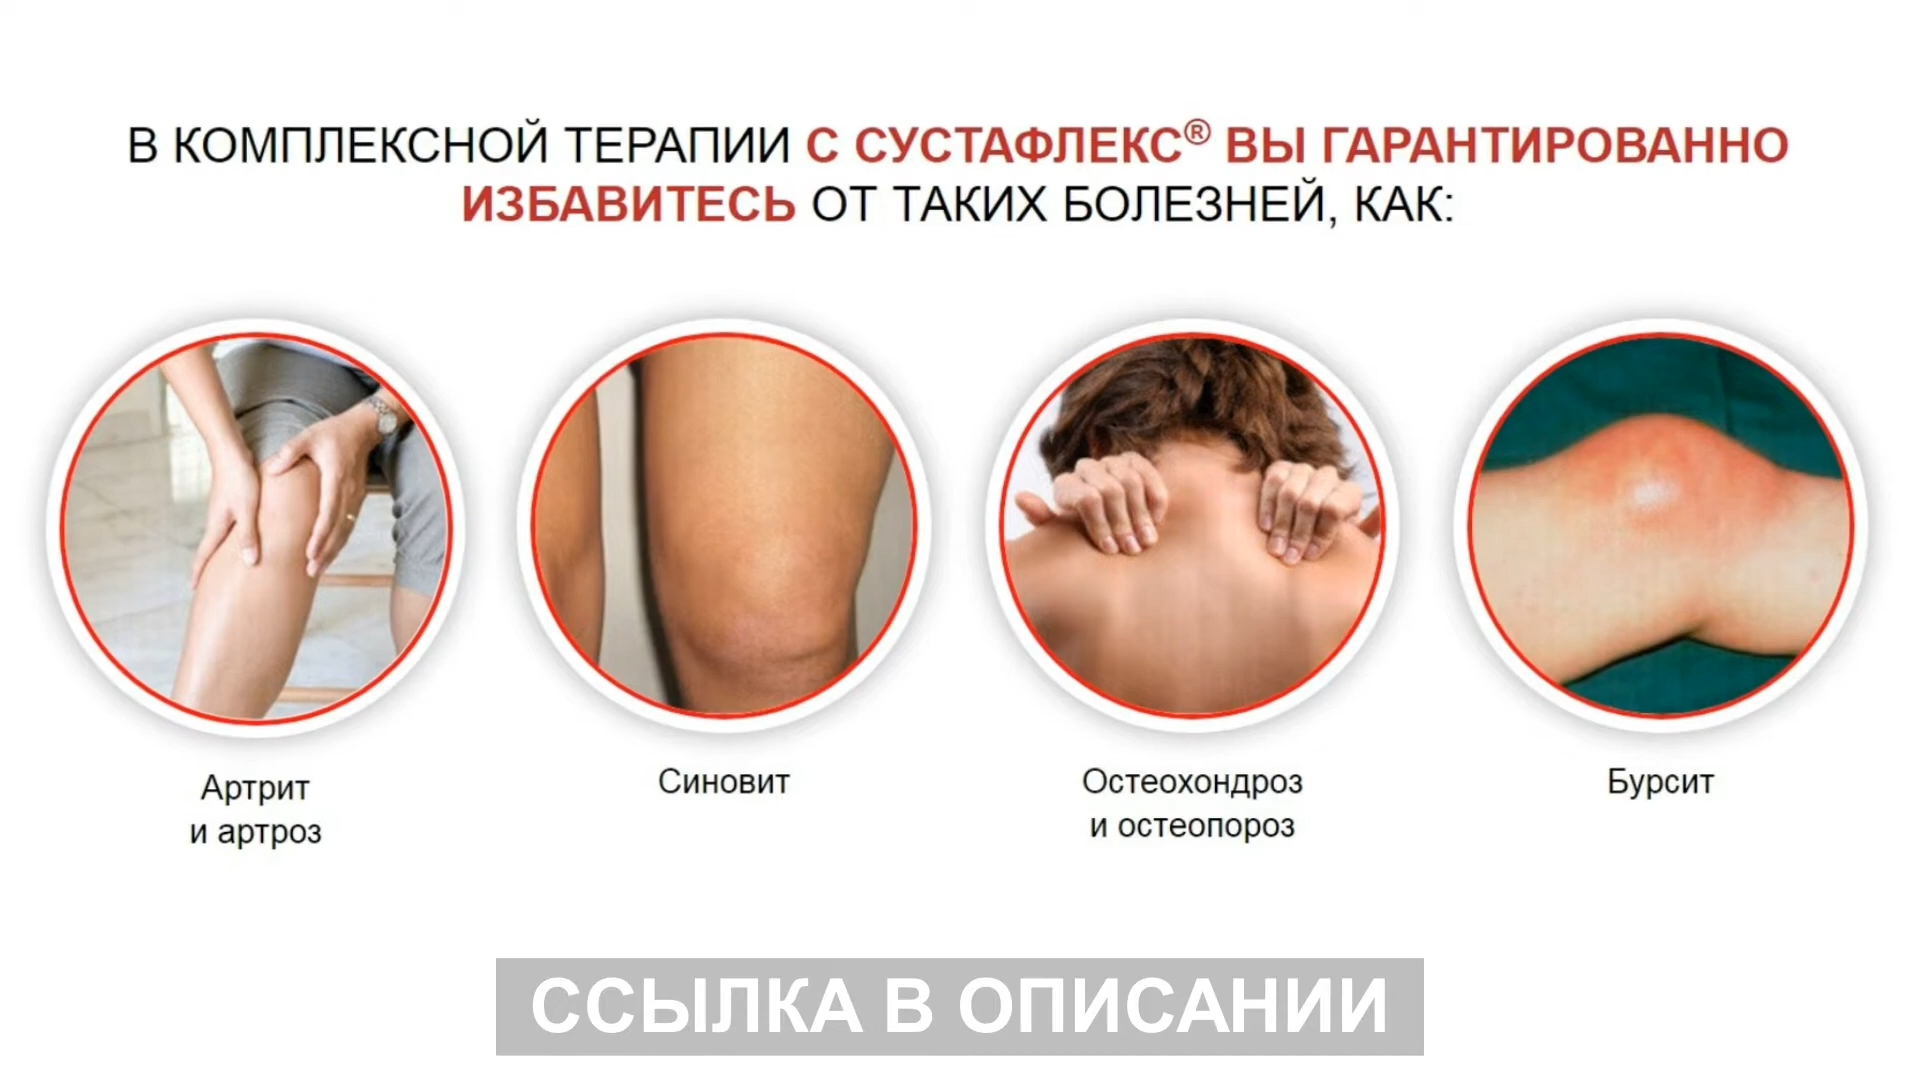 В КОМПЛЕКСНОЙ ТЕРАПИИ С СУСТАФЛЕКС® ВЫ ГАРАНТИРОВАННО
ИЗБАВИТЕСЬ ОТ ТАКИХ БОЛЕЗНЕЙ, КАК:
Артрит
и артроз
Синовит
Остеохондроз
и остеопороз
Бурсит
ССЫЛКА В ОПИСАНИИ